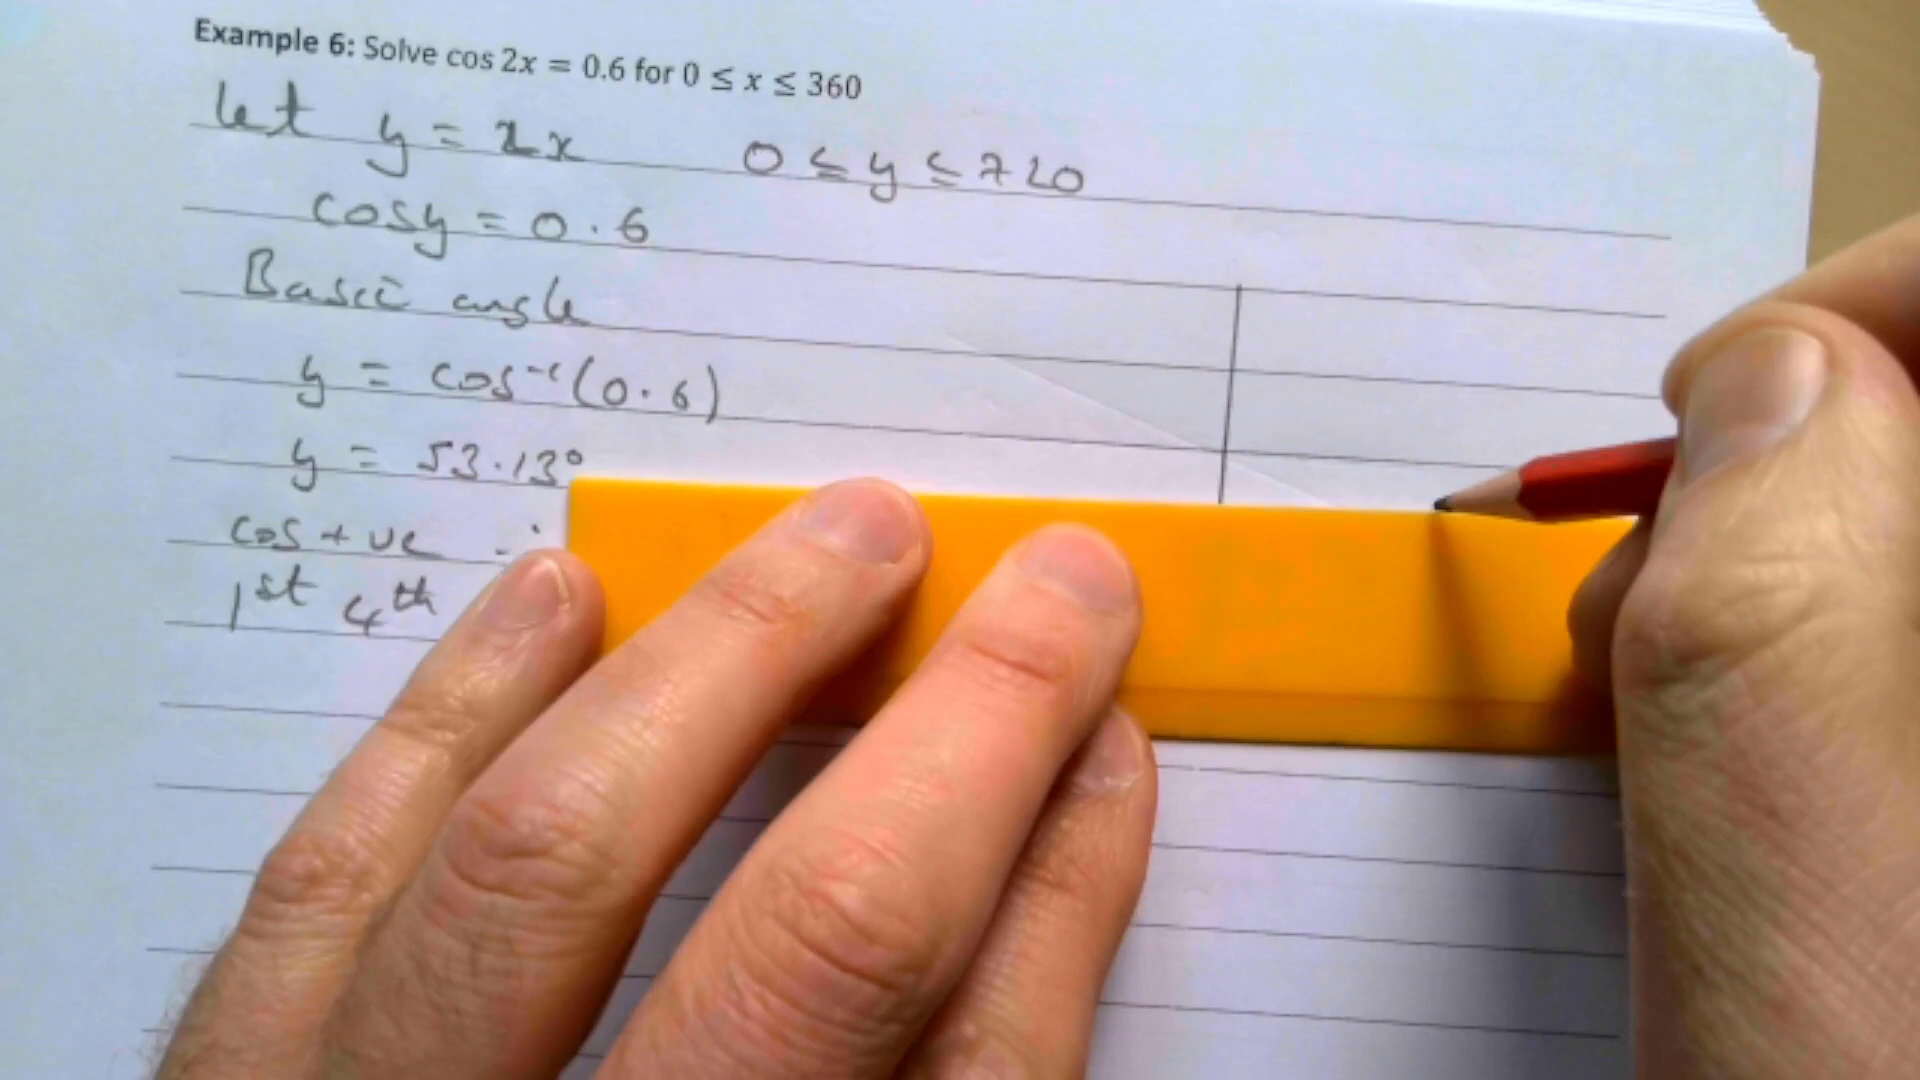 Example 6: Solve cos 2x = 0.6 for 0 ≤ x ≤ 360
let y = 2x 0 ≤ y ≤ 720
cosy = 0.6
Basic angle
y = cos⁻¹(0.6)
y = 53.13°
cos +ve
1st 4th